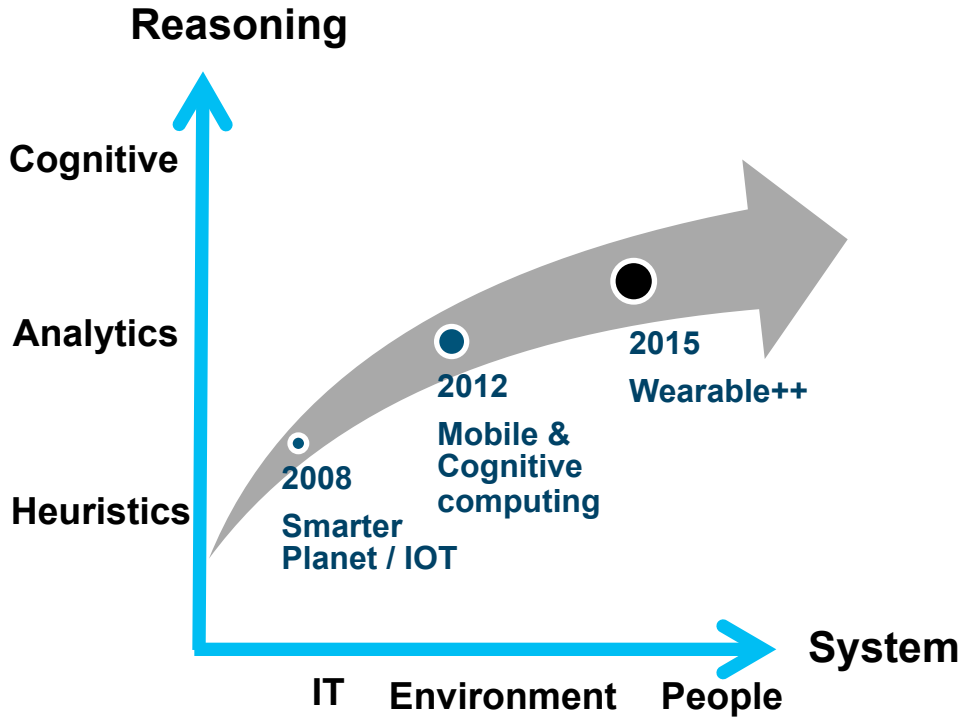 Reasoning
Cognitive
Analytics
Heuristics
2015
Wearable++
2012
Mobile &
Cognitive
computing
2008
Smarter
Planet / IOT
System
IT
Environment
People